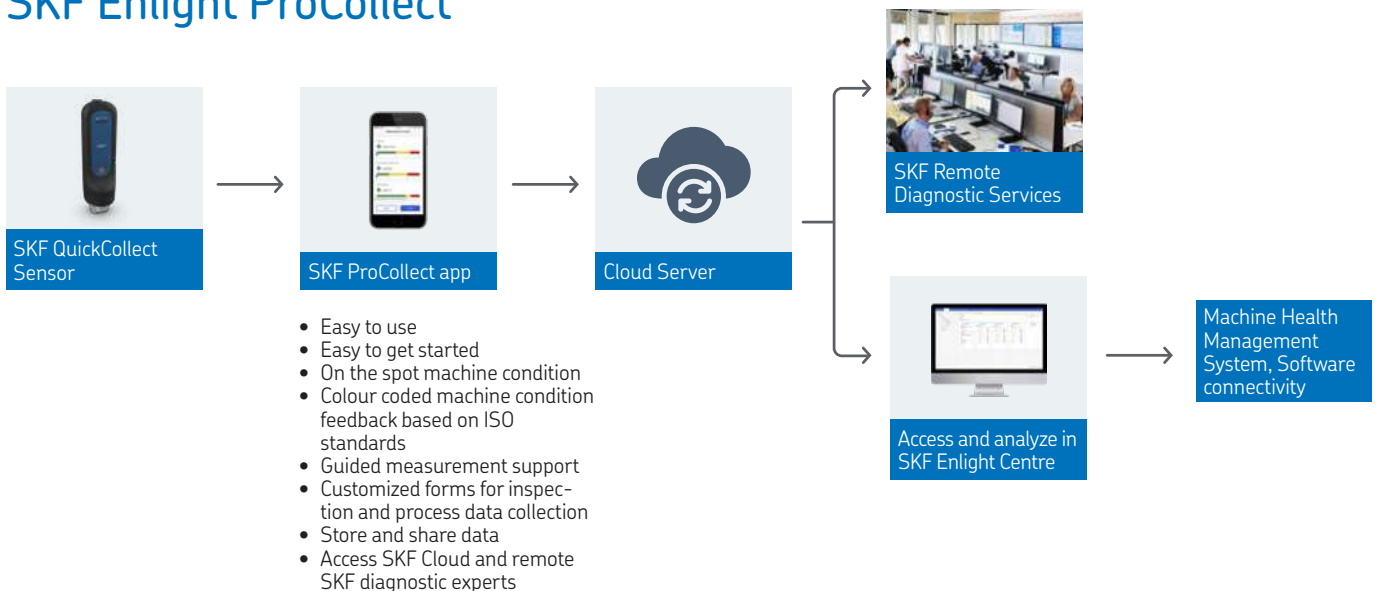 SKF Enlight ProCollect
SKF QuickCollect
Sensor
SKF ProCollect app
• Easy to use
• Easy to get started
• On the spot machine condition
• Colour coded machine condition
feedback based on ISO
standards
• Guided measurement support
• Customized forms for inspec-
tion and process data collection
• Store and share data
• Access SKF Cloud and remote
SKF diagnostic experts
Cloud Server
SKF Remote
Diagnostic Services
Access and analyze in
SKF Enlight Centre
Machine Health
Management
System, Software
connectivity